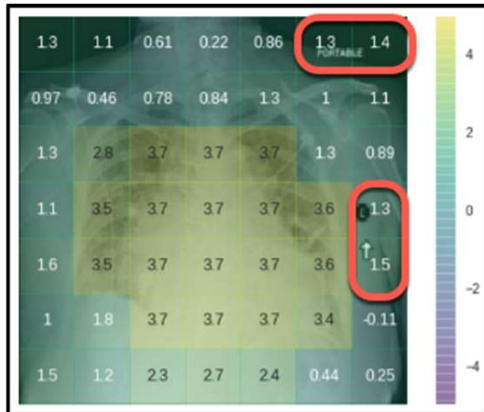 1.3 1.1 0.61 0.22 0.86 1.3 1.4
PORTABLE
4
0.97 0.46 0.78 0.84 1.3 1 1.1
2
1.3 2.8 3.7 3.7 3.7 1.3 0.89
1.1 3.5 3.7 3.7 3.7 3.6 L 1.3
0
1.6 3.5 3.7 3.7 3.7 3.6 1.5
−2
1 1.8 3.7 3.7 3.7 3.4 -0.11
−4
1.5 1.2 2.3 2.7 2.4 0.44 0.25